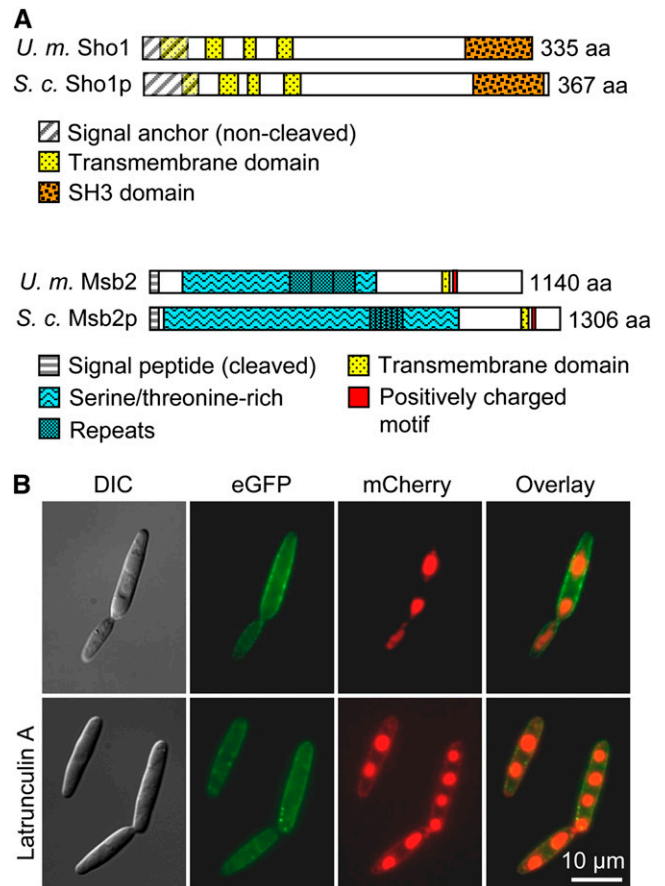 A
U. m. Sho1 335 aa
S. c. Sho1p 367 aa
Signal anchor (non-cleaved)
Transmembrane domain
SH3 domain
U. m. Msb2 1140 aa
S. c. Msb2p 1306 aa
Signal peptide (cleaved) Transmembrane domain
Serine/threonine-rich Positively charged
Repeats motif
B DIC eGFP mCherry Overlay
Latrunculin A
10 µm